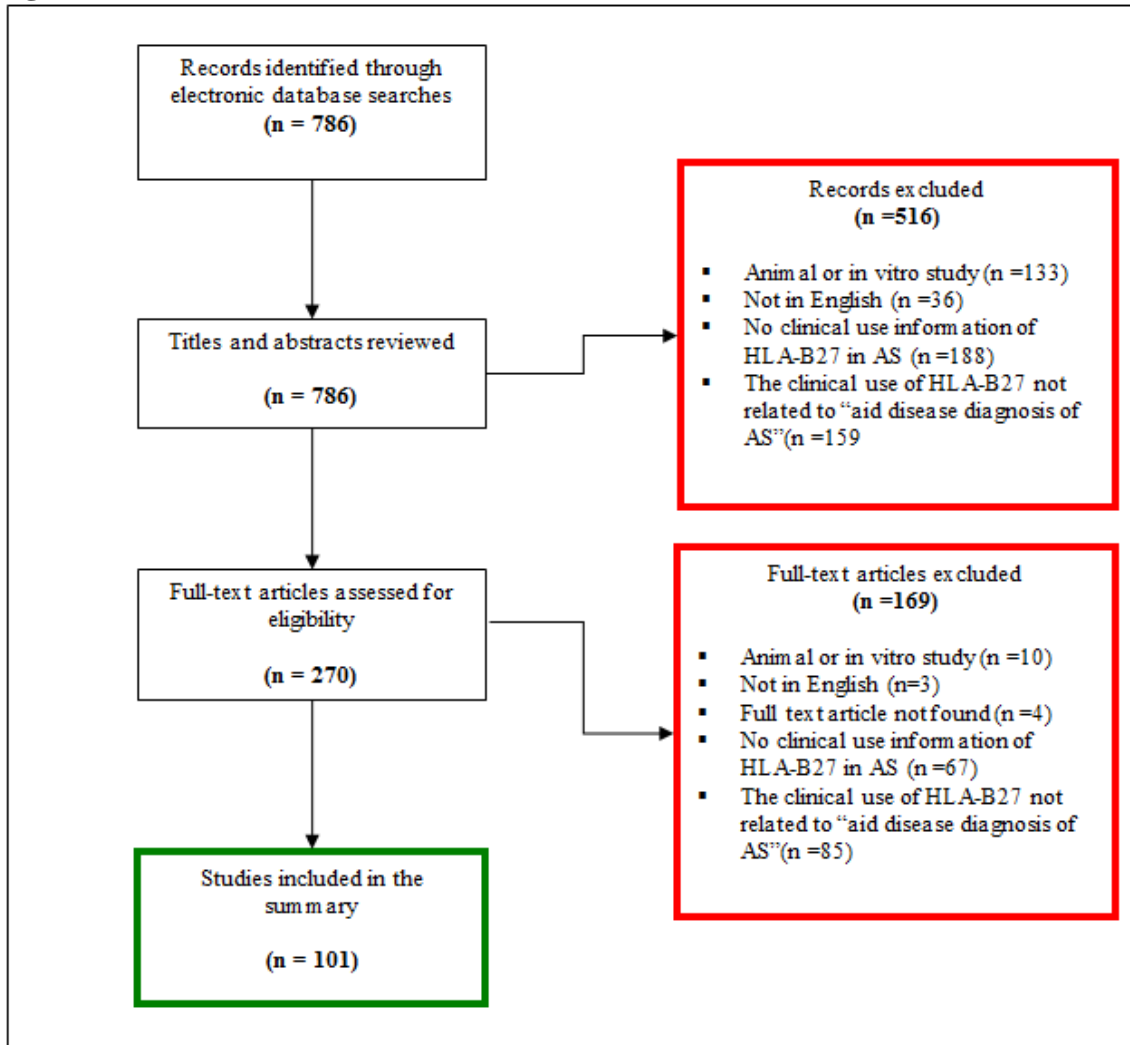 Records identified through
electronic database searches
(n = 786)
Records excluded
(n =516)
▪ Animal or in vitro study (n =133)
▪ Not in English (n =36)
▪ No clinical use information of
HLA-B27 in AS (n =188)
▪ The clinical use of HLA-B27 not
related to “aid disease diagnosis of
AS”(n =159
Titles and abstracts reviewed
(n = 786)
Full-text articles assessed for
eligibility
(n = 270)
Full-text articles excluded
(n =169)
▪ Animal or in vitro study (n =10)
▪ Not in English (n=3)
▪ Full text article not found (n =4)
▪ No clinical use information of
HLA-B27 in AS (n =67)
▪ The clinical use of HLA-B27 not
related to “aid disease diagnosis of
AS”(n =85)
Studies included in the
summary
(n = 101)